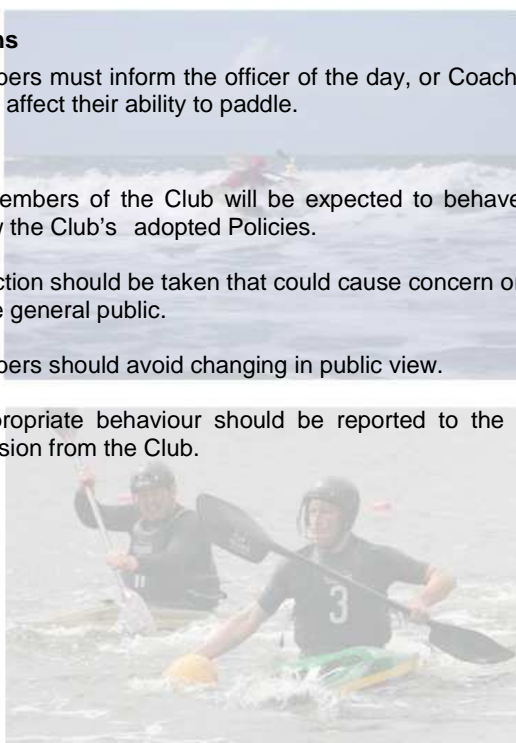 ns
bers must inform the officer of the day, or Coach
affect their ability to paddle.
embers of the Club will be expected to behave
y the Club's adopted Policies.
ction should be taken that could cause concern or
e general public.
bers should avoid changing in public view.
propriate behaviour should be reported to the
sion from the Club.
3